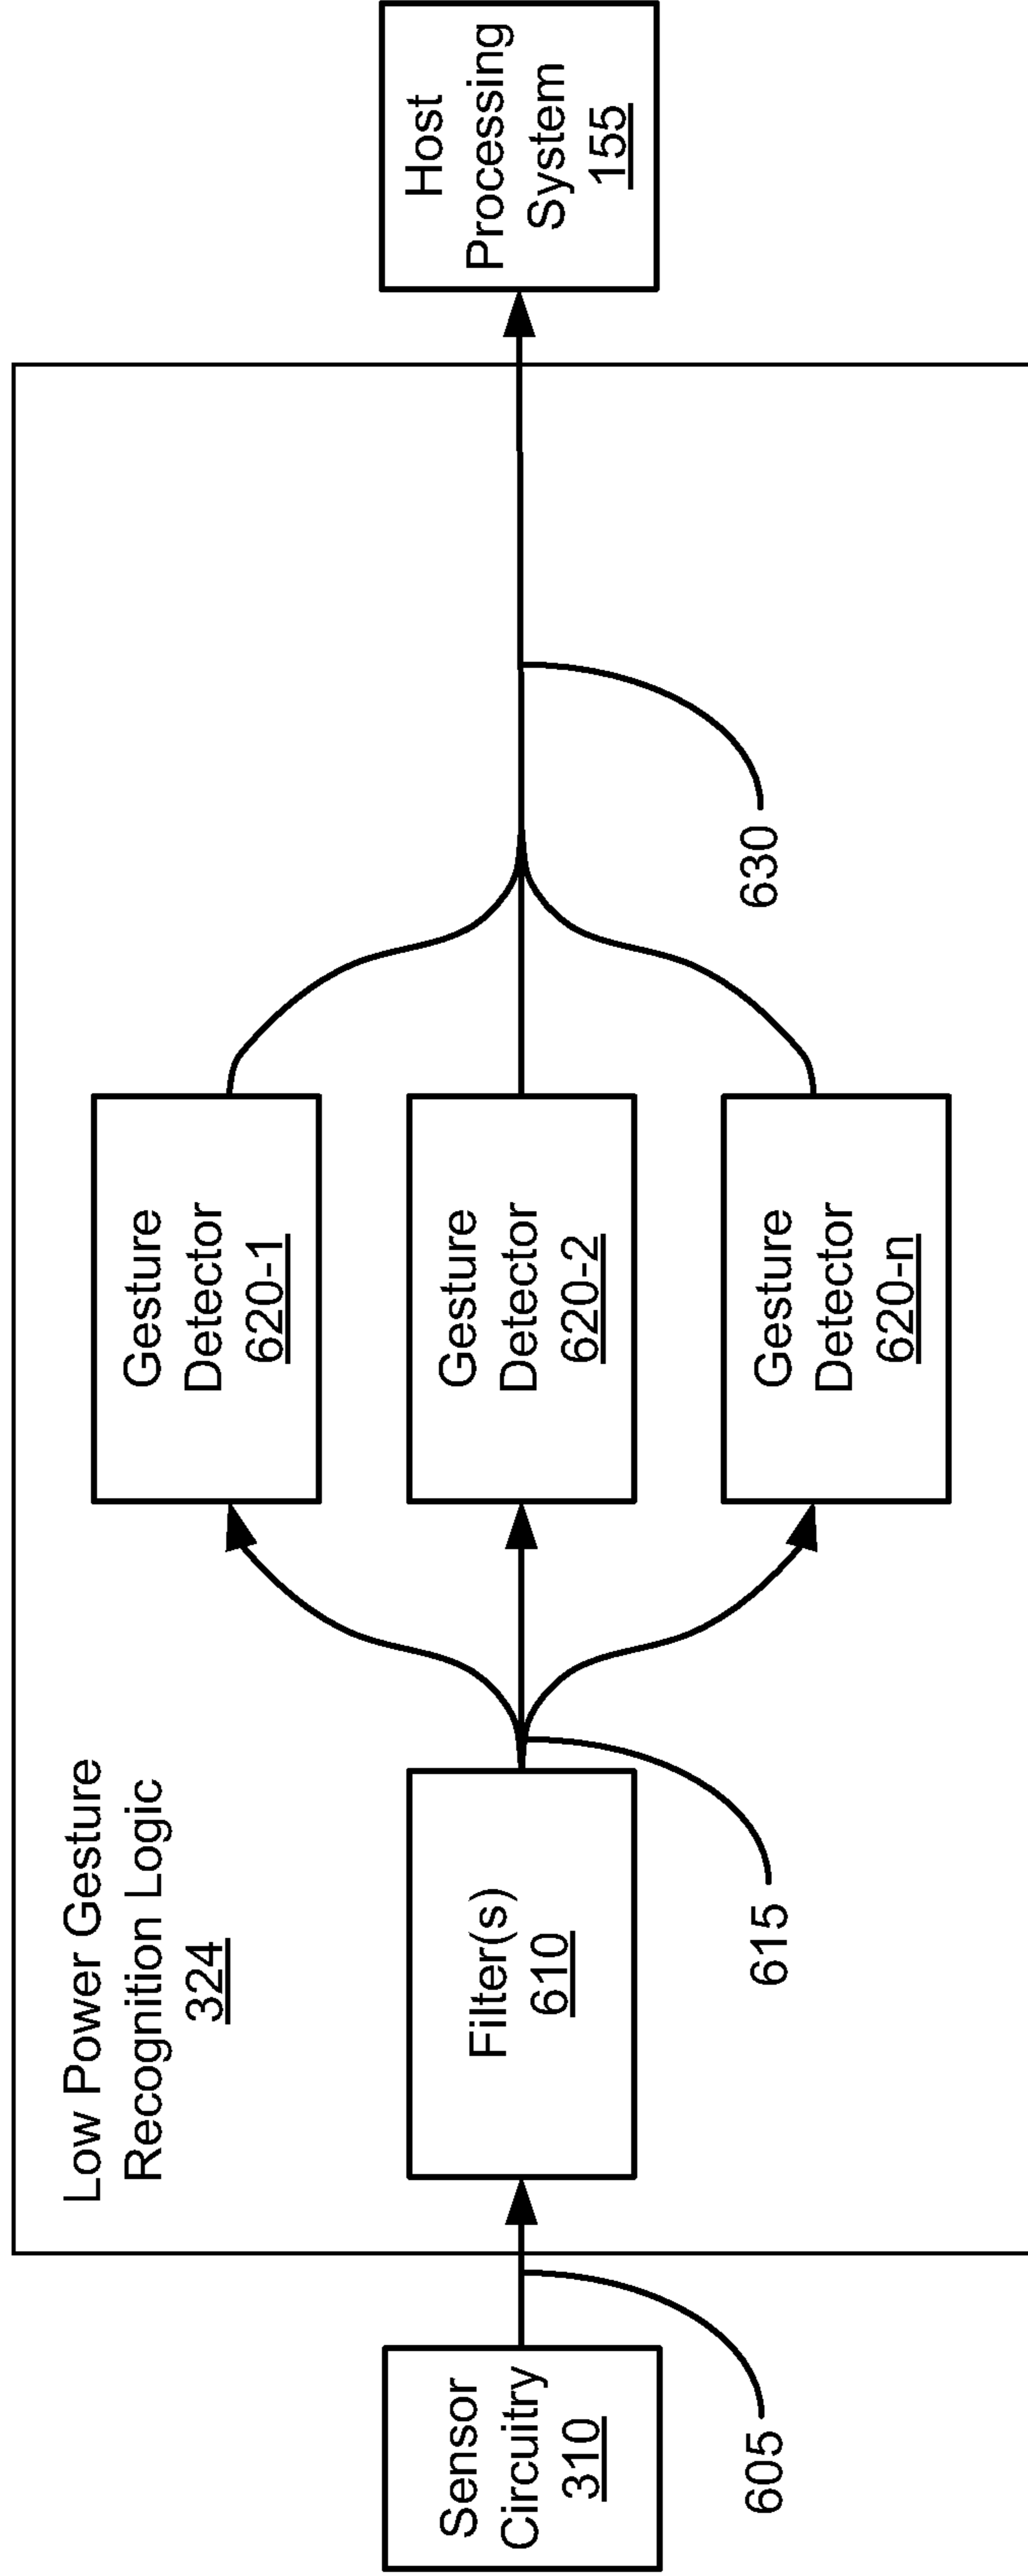 Low Power Gesture
Recognition Logic
324
Sensor
Circuitry
310
605
Filter(s)
610
615
Gesture
Detector
620-1
Gesture
Detector
620-2
Gesture
Detector
620-n
630
Host
Processing
System
155